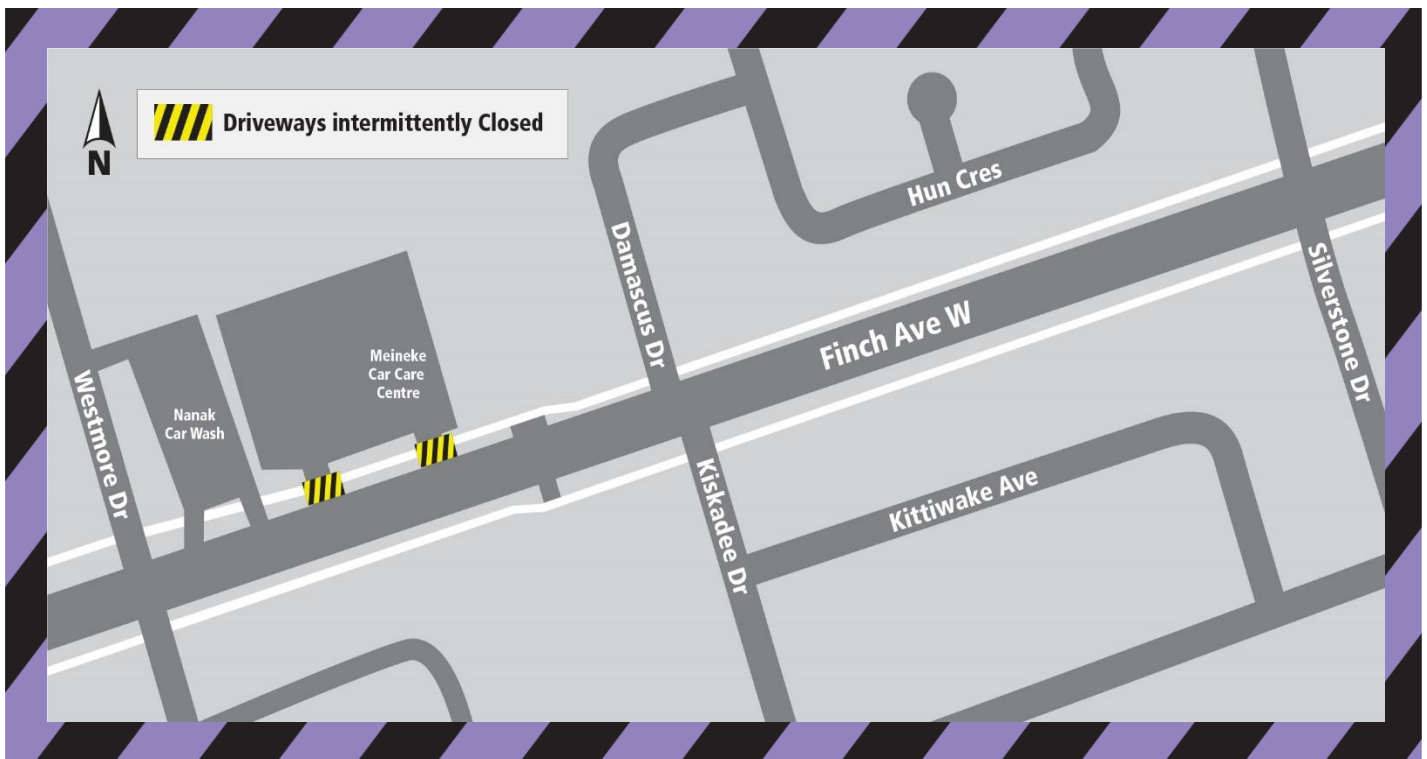 N
Driveways intermittently Closed
Hun Cres
Damascus Dr
Silverstone Dr
Finch Ave W
Meineke
Car Care
Centre
Westmore Dr
Nanak
Car Wash
Kiskadee Dr
Kittiwake Ave